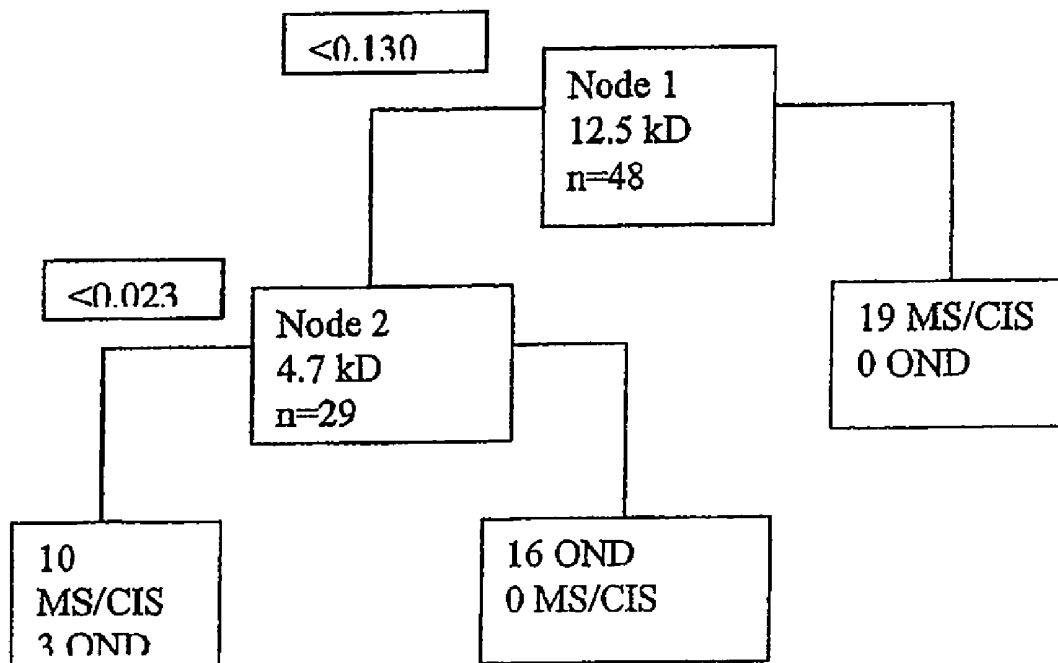 <0.130
Node 1
12.5 kD
n=48
<0.023
Node 2
4.7 kD
n=29
19 MS/CIS
0 OND
10
MS/CIS
3 OND
16 OND
0 MS/CIS